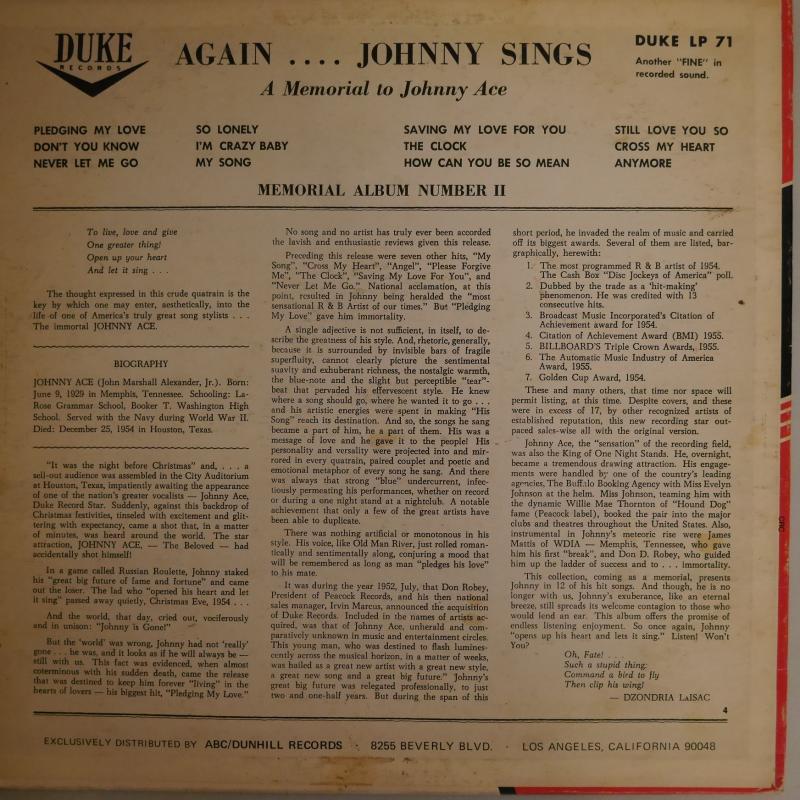 DUKE
RECORDS
AGAIN .... JOHNNY SINGS
A Memorial to Johnny Ace
DUKE LP 71
Another "FINE" in
recorded sound.
PLEDGING MY LOVE
DON'T YOU KNOW
NEVER LET ME GO
SO LONELY
I'M CRAZY BABY
MY SONG
SAVING MY LOVE FOR YOU
THE CLOCK
HOW CAN YOU BE SO MEAN
STILL LOVE YOU SO
CROSS MY HEART
ANYMORE
MEMORIAL ALBUM NUMBER II
To live, love and give
One greater thing!
Open up your heart
And let it sing . . .
The thought expressed in this crude quatrain is the
key by which one may enter, aesthetically, into the
life of one of America's truly great song stylists . . .
The immortal JOHNNY ACE.
BIOGRAPHY
JOHNNY ACE (John Marshall Alexander, Jr.). Born:
June 9, 1929 in Memphis, Tennessee. Schooling: La-
Rose Grammar School, Booker T. Washington High
School. Served with the Navy during World War II.
Died: December 25, 1954 in Houston, Texas.
"It was the night before Christmas" and, . . . a
sell-out audience was assembled in the City Auditorium
at Houston, Texas, impatiently awaiting the appearance
of one of the nation's greater vocalists — Johnny Ace,
Duke Record Star. Suddenly, against this backdrop of
Christmas festivities, tinseled with excitement and glit-
tering with expectancy, came a shot that, in a matter
of minutes, was heard around the world. The star
attraction, JOHNNY ACE, — The Beloved — had
accidentally shot himself!
In a game called Russian Roulette, Johnny staked
his "great big future of fame and fortune" and came
out the loser. The lad who "opened his heart and let
it sing" passed away quietly, Christmas Eve, 1954 . . .
And the world, that day, cried out, vociferously
and in unison: "Johnny is Gone!"
But the 'world' was wrong, Johnny had not 'really'
gone . . . he was, and it looks as if he will always be —
still with us. This fact was evidenced, when almost
coterminous with his sudden death, came the release
that was destined to keep him forever "living" in the
hearts of lovers — his biggest hit, "Pledging My Love."
No song and no artist has truly ever been accorded
the lavish and enthusiastic reviews given this release.
Preceding this release were seven other hits, "My
Song", "Cross My Heart", "Angel", "Please Forgive
Me", "The Clock", "Saving My Love For You", and
"Never Let Me Go." National acclamation, at this
point, resulted in Johnny being heralded the "most
sensational R & B Artist of our times." But "Pledging
My Love" gave him immortality.
A single adjective is not sufficient, in itself, to de-
scribe the greatness of his style. And, rhetoric, generally,
because it is surrounded by invisible bars of fragile
superfluity, cannot clearly picture the sentimental
suavity and exhuberant richness, the nostalgic warmth,
the blue-note and the slight but perceptible "tear"-
beat that pervaded his effervescent style. He knew
where a song should go, where he wanted it to go . . .
and his artistic energies were spent in making "His
Song" reach its destination. And so, the songs he sang
became a part of him, he a part of them. His was a
message of love and he gave it to the people! His
personality and versality were projected into and mir-
rored in every quatrain, paired couplet and poetic and
emotional metaphor of every song he sang. And there
was always that strong "blue" undercurrent, infec-
tiously permeating his performances, whether on record
or during a one night stand at a nightclub. A notable
achievement that only a few of the great artists have
been able to duplicate.
There was nothing artificial or monotonous in his
style. His voice, like Old Man River, just rolled roman-
tically and sentimentally along, conjuring a mood that
will be remembered as long as man "pledges his love"
to his mate.
It was during the year 1952, July, that Don Robey,
President of Peacock Records, and his then national
sales manager, Irvin Marcus, announced the acquisition
of Duke Records. Included in the names of artists ac-
quired, was that of Johnny Ace, unherald and com-
paratively unknown in music and entertainment circles.
This young man, who was destined to flash lumines-
cently across the musical horizon, in a matter of weeks,
was hailed as a great new artist with a great new style,
a great new song and a great big future." Johnny's
great big future was relegated professionally, to just
two and one-half years. But during the span of this
short period, he invaded the realm of music and carried
off its biggest awards. Several of them are listed, bar-
graphically, herewith:
1. The most programmed R & B artist of 1954.
The Cash Box "Disc Jockeys of America" poll.
2. Dubbed by the trade as a 'hit-making'
phenomenon. He was credited with 13
consecutive hits.
3. Broadcast Music Incorporated's Citation of
Achievement award for 1954.
4. Citation of Achievement Award (BMI) 1955.
5. BILLBOARD'S Triple Crown Awards, 1955.
6. The Automatic Music Industry of America
Award, 1955.
7. Golden Cup Award, 1954.
These and many others, that time nor space will
permit listing, at this time. Despite covers, and these
were in excess of 17, by other recognized artists of
established reputation, this new recording star out-
paced sales-wise all with the original version.
Johnny Ace, the "sensation" of the recording field,
was also the King of One Night Stands. He, overnight,
became a tremendous drawing attraction. His engage-
ments were handled by one of the country's leading
agencies, The Buffalo Booking Agency with Miss Evelyn
Johnson at the helm. Miss Johnson, teaming him with
the dynamic Willie Mae Thornton of "Hound Dog"
fame (Peacock label), booked the pair into the major
clubs and theatres throughout the United States. Also,
instrumental in Johnny's meteoric rise were James
Mattis of WDIA — Memphis, Tennessee, who gave
him his first "break", and Don D. Robey, who guided
him up the ladder of success and to . . . immortality.
This collection, coming as a memorial, presents
Johnny in 12 of his hit songs. And though, he is no
longer with us, Johnny's exuberance, like an eternal
breeze, still spreads its welcome contagion to those who
would lend an ear. This album offers the promise of
endless listening enjoyment. So once again, Johnny
"opens up his heart and lets it sing." Listen! Won't
You?
Oh, Fate! . . .
Such a stupid thing:
Command a bird to fly
Then clip his wing!
— DZONDRIA LaISAC
4
EXCLUSIVELY DISTRIBUTED BY ABC/DUNHILL RECORDS · 8255 BEVERLY BLVD. · LOS ANGELES, CALIFORNIA 90048